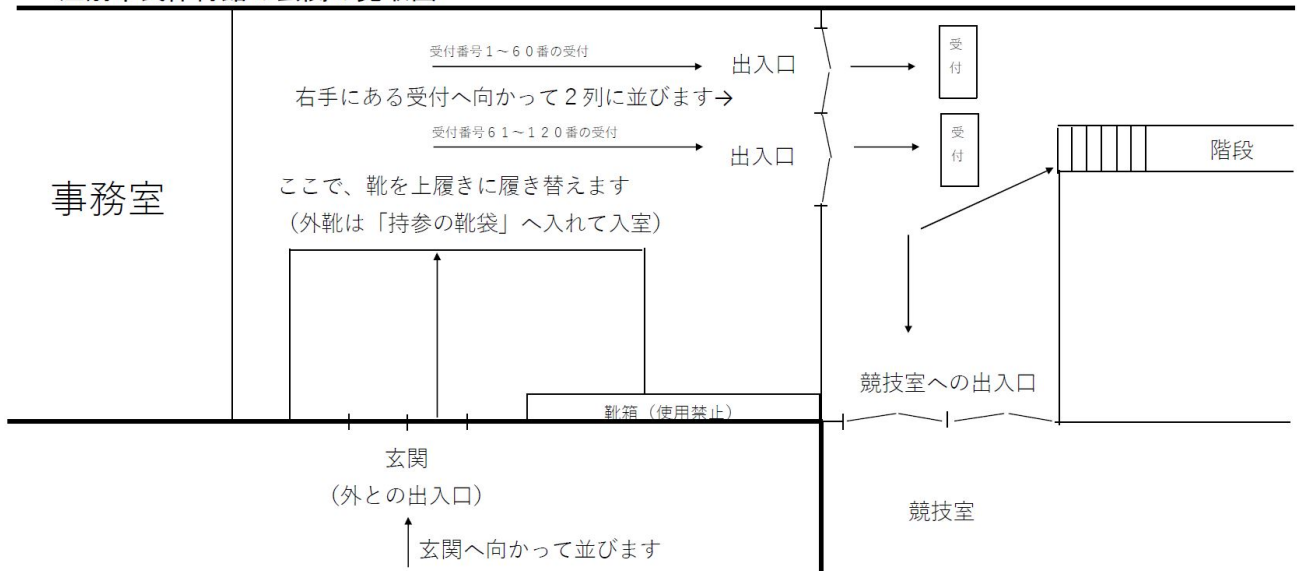 受付番号1～60番の受付
出入口
受付
右手にある受付へ向かって2列に並びます→
受付番号61～120番の受付
出入口
受付
階段
事務室
ここで、靴を上履きに履き替えます
（外靴は「持参の靴袋」へ入れて入室）
競技室への出入口
靴箱（使用禁止）
玄関
（外との出入口）
競技室
玄関へ向かって並びます